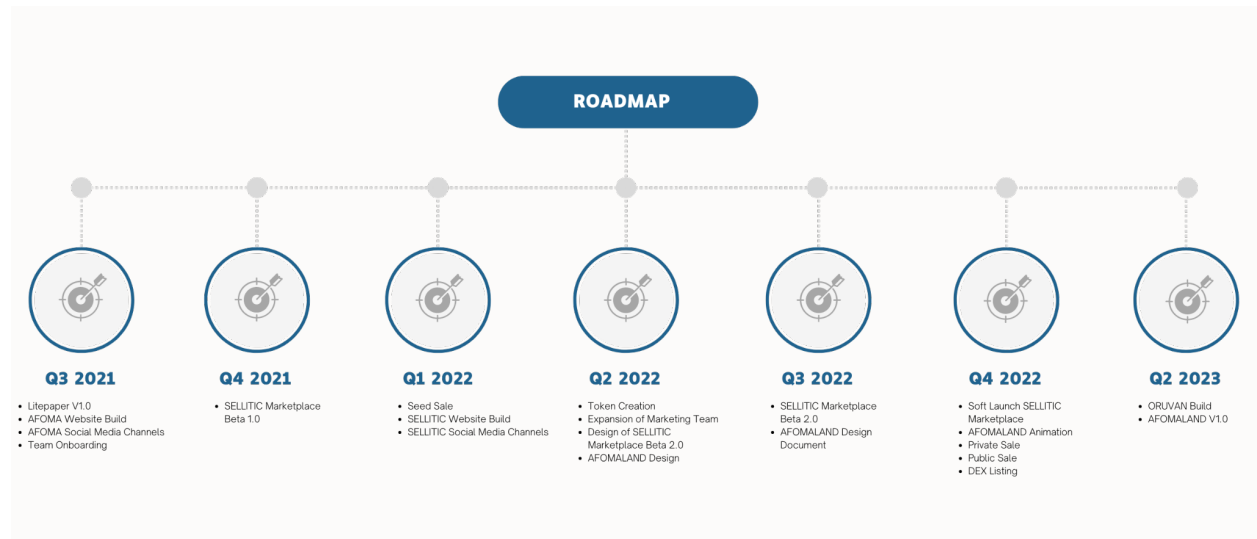 ROADMAP
Q3 2021
• Litepaper V1.0
• AFOMA Website Build
• AFOMA Social Media Channels
• Team Onboarding
Q4 2021
• SELLITIC Marketplace
Beta 1.0
Q1 2022
• Seed Sale
• SELLITIC Website Build
• SELLITIC Social Media Channels
Q2 2022
• Token Creation
• Expansion of Marketing Team
• Design of SELLITIC
Marketplace Beta 2.0
• AFOMALAND Design
Q3 2022
• SELLITIC Marketplace
Beta 2.0
• AFOMALAND Design
Document
Q4 2022
• Soft Launch SELLITIC
Marketplace
• AFOMALAND Animation
• Private Sale
• Public Sale
• DEX Listing
Q2 2023
• ORUVAN Build
• AFOMALAND V1.0